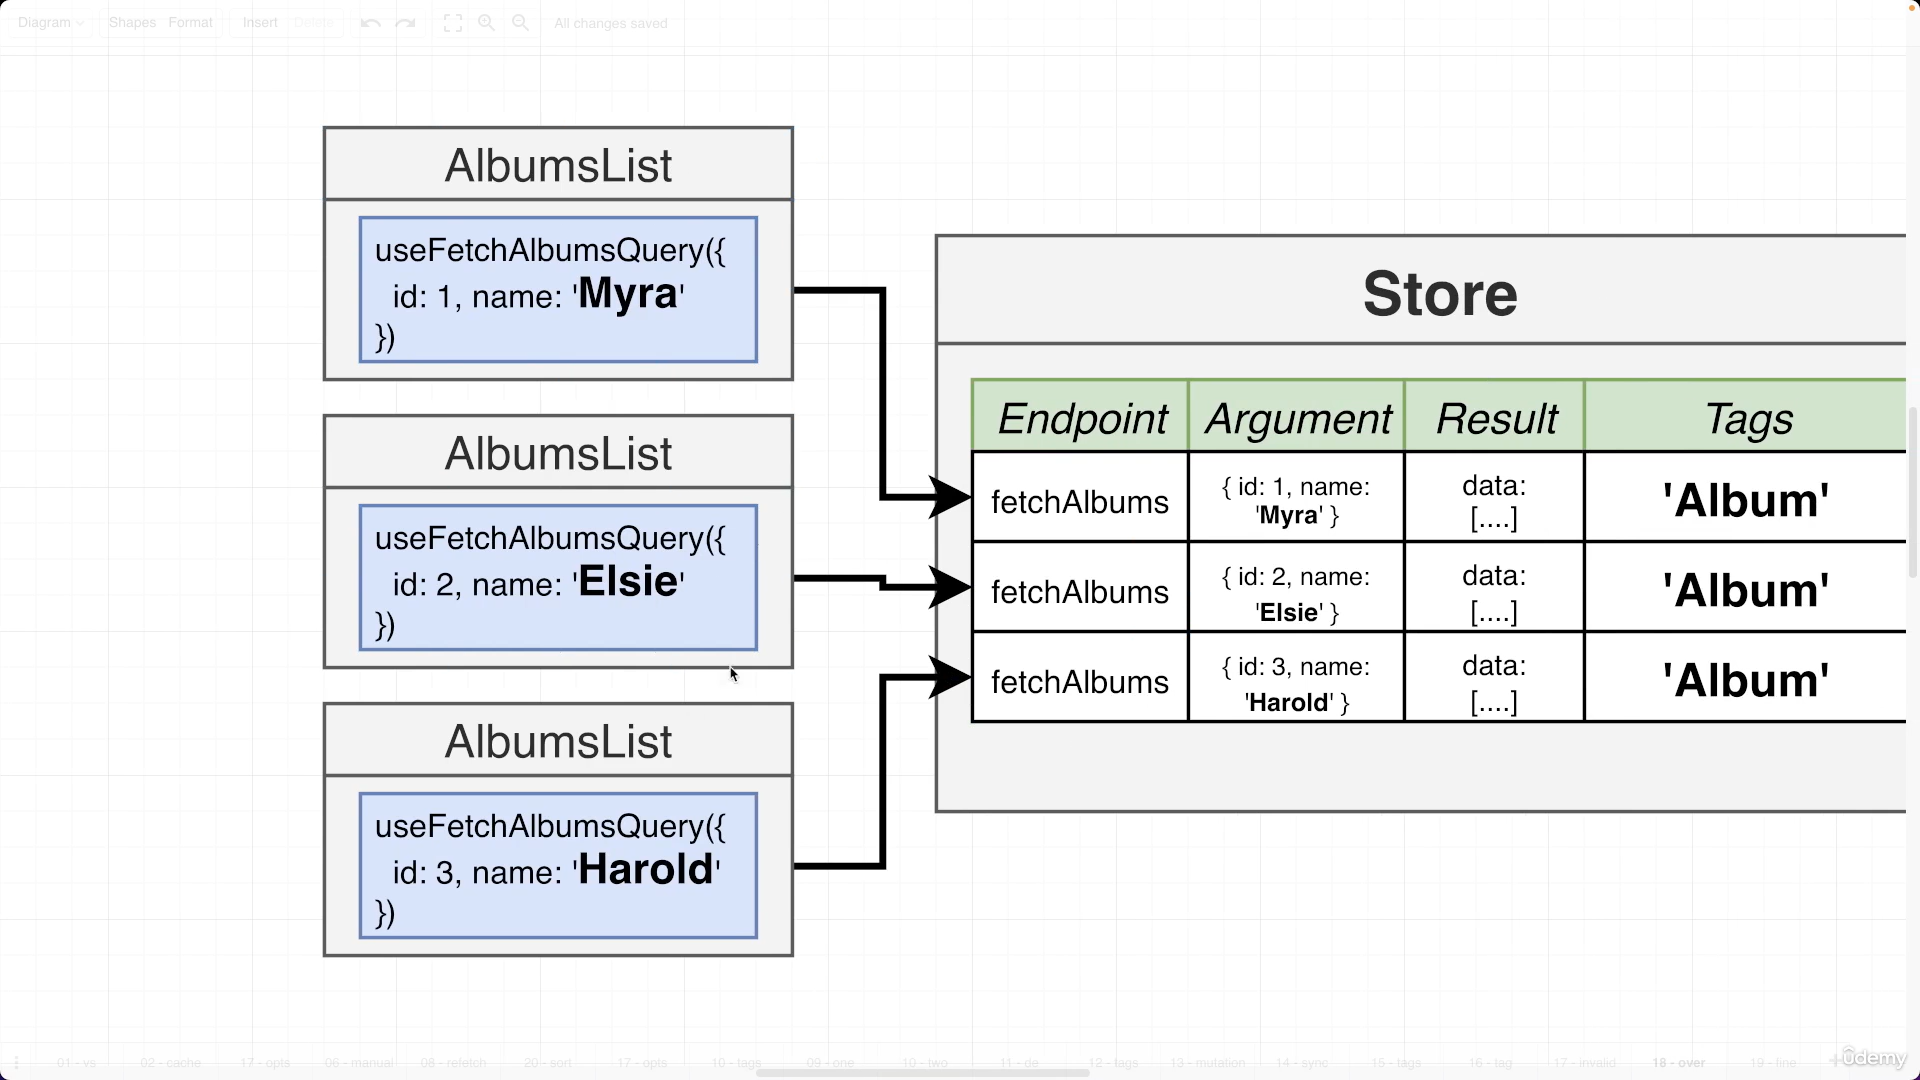 Diagram Shapes Format Insert Delete All changes saved
AlbumsList
useFetchAlbumsQuery({
id: 1, name: 'Myra'
})
AlbumsList
useFetchAlbumsQuery({
id: 2, name: 'Elsie'
})
AlbumsList
useFetchAlbumsQuery({
id: 3, name: 'Harold'
})
Store
Endpoint Argument Result Tags
fetchAlbums { id: 1, name: data: 'Album'
'Myra' } [....]
fetchAlbums { id: 2, name: data: 'Album'
'Elsie' } [....]
fetchAlbums { id: 3, name: data: 'Album'
'Harold' } [....]
01 - vs 02 - cache 17 - opts 06 - manual 08 - refetch 20 - sort 17 - opts 10 - tags 09 - one 10 - two 11 - de 12 - tags 13 - mutation 14 - sync 15 - tags 16 - tag 17 - invalid 18 - over 19 - fine
ûdemy